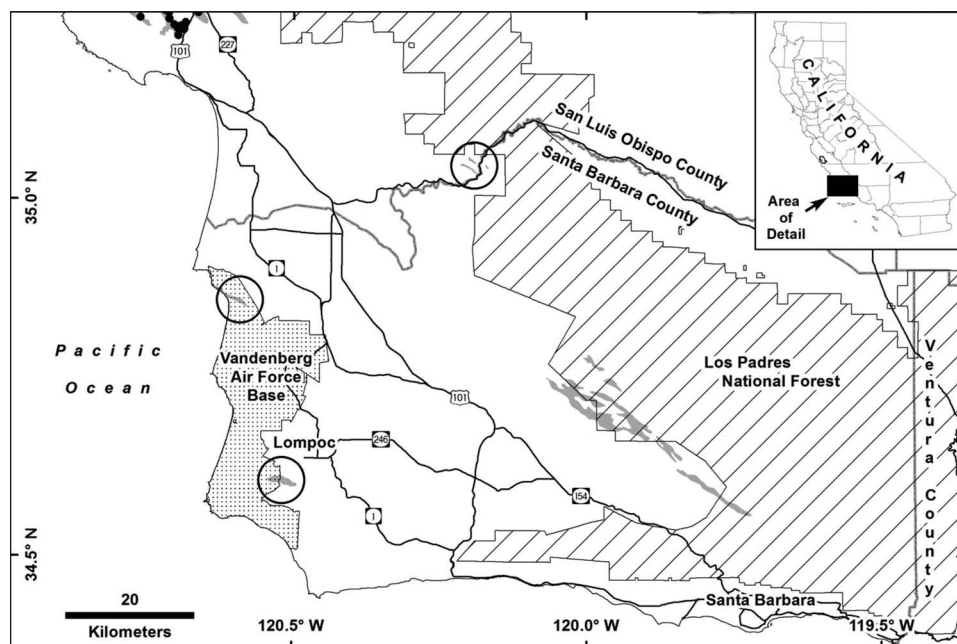 101
227
San Luis Obispo County
Santa Barbara County
CALIFORNIA
Area
of
Detail
35.0° N
1
Pacific
Ocean
Vandenberg
Air Force
Base
Los Padres
National Forest
Ventura County
101
Lompoc
246
154
1
34.5° N
20
Kilometers
Santa Barbara
120.5° W
120.0° W
119.5° W